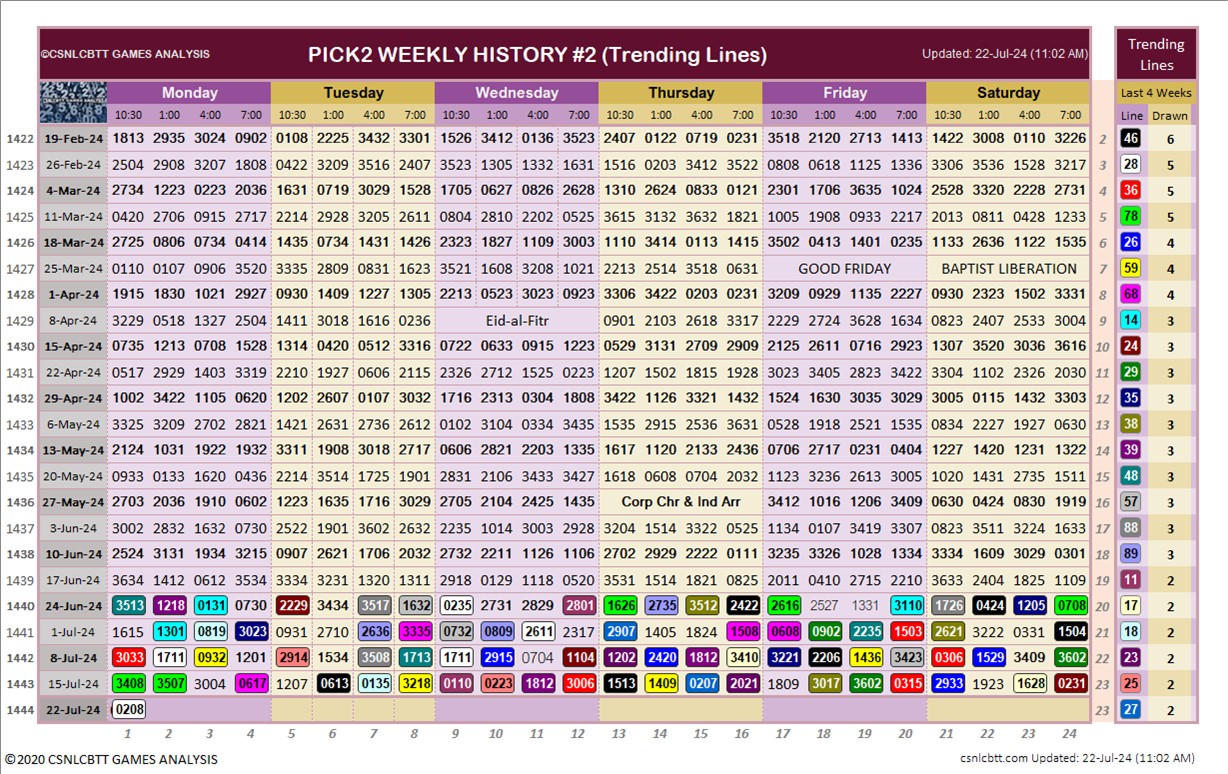 ©CSNLCBTT GAMES ANALYSIS PICK2 WEEKLY HISTORY #2 (Trending Lines) Updated: 22-Jul-24 (11:02 AM) Trending Lines
Monday Tuesday Wednesday Thursday Friday Saturday Last 4 Weeks
10:30 1:00 4:00 7:00 10:30 1:00 4:00 7:00 10:30 1:00 4:00 7:00 10:30 1:00 4:00 7:00 10:30 1:00 4:00 7:00 10:30 1:00 4:00 7:00 Line Drawn
1422 19-Feb-24 1813 2935 3024 0902 0108 2225 3432 3301 1526 3412 0136 3523 2407 0122 0719 0231 3518 2120 2713 1413 1422 3008 0110 3226 2 46 6
1423 26-Feb-24 2504 2908 3207 1808 0422 3209 3516 2407 3523 1305 1332 1631 1516 0203 3412 3522 0808 0618 1125 1336 3306 3536 1528 3217 3 28 5
1424 4-Mar-24 2734 1223 0223 2036 1631 0719 3029 1528 1705 0627 0826 2628 1310 2624 0833 0121 2301 1706 3635 1024 2528 3320 2228 2731 4 36 5
1425 11-Mar-24 0420 2706 0915 2717 2214 2928 3205 2611 0804 2810 2202 0525 3615 3132 3632 1821 1005 1908 0933 2217 2013 0811 0428 1233 5 78 5
1426 18-Mar-24 2725 0806 0734 0414 1435 0734 1431 1426 2323 1827 1109 3003 1110 3414 0113 1415 3502 0413 1401 0235 1133 2636 1122 1535 6 26 4
1427 25-Mar-24 0110 0107 0906 3520 3335 2809 0831 1623 3521 1608 3208 1021 2213 2514 3518 0631 GOOD FRIDAY BAPTIST LIBERATION 7 59 4
1428 1-Apr-24 1915 1830 1021 2927 0930 1409 1227 1305 2213 0523 3023 0923 3306 3422 0203 0231 3209 0929 1135 2227 0930 2323 1502 3331 8 68 4
1429 8-Apr-24 3229 0518 1327 2504 1411 3018 1616 0233 Eid-al-Fitr 0901 2103 2618 3317 2229 2724 3628 1634 0823 2407 2533 3004 9 14 3
1430 15-Apr-24 0735 1213 0708 1528 1314 0420 0512 3316 0722 0633 0915 1223 0529 3131 2709 2909 2125 2611 0716 2923 1307 3520 3036 3616 10 24 3
1431 22-Apr-24 0517 2929 1403 3319 2210 1927 0606 2115 2326 2712 1525 0223 1207 1502 1815 1928 3023 3405 2823 3422 3304 1102 2326 2030 11 29 3
1432 29-Apr-24 1002 3422 1105 0620 1202 2607 0107 3032 1716 2313 0304 1808 3422 1126 3321 1432 1524 1630 3035 3029 3005 0115 1432 3303 12 35 3
1433 6-May-24 3325 3209 2702 2821 1421 2631 2736 2612 0102 3104 0334 3435 1535 2915 2536 3631 0528 1918 2521 1535 0834 2227 1927 0630 13 38 3
1434 13-May-24 2124 1031 1922 1932 3311 1908 3018 2717 0606 2821 2203 1335 1617 1120 2133 2436 0706 2717 0231 0404 1227 1420 1231 1322 14 39 3
1435 20-May-24 0933 0133 1620 0436 2214 3514 1725 1909 2831 2106 3433 3427 1618 0608 0704 2032 1123 3236 2613 3005 1020 1431 2735 1511 15 48 3
1436 27-May-24 2703 2036 1910 0602 1223 1635 1716 3029 2705 2104 2425 1435 Corp Chr & Ind Arr 3412 1016 1206 3409 0630 0424 0830 1919 16 57 3
1437 3-Jun-24 3002 2832 1632 0730 2522 1901 3602 2632 2235 1014 3003 2928 3204 1514 3322 0525 1134 0107 3419 3307 0823 3511 3224 1633 17 88 3
1438 10-Jun-24 2524 3131 1934 3215 0907 2621 1706 2032 2732 2211 1126 1106 2702 2929 2222 0111 3235 3326 1028 1334 3334 1609 3029 0301 18 89 3
1439 17-Jun-24 3634 1412 0612 3534 3334 3231 1320 1311 2918 0129 1118 0520 3531 1514 1821 0825 2011 0410 2715 2210 3633 2404 1825 1109 19 11 2
1440 24-Jun-24 3513 1218 0131 0730 2229 3434 3517 1632 0235 2731 2829 2801 1626 2735 3512 2422 2616 2527 1331 3110 1726 0424 1205 0708 20 17 2
1441 1-Jul-24 1615 1301 0819 3023 0931 2710 2636 3335 0732 0809 2611 2317 2907 1405 1824 1508 0608 0902 2235 1503 2621 3222 0331 1504 21 18 2
1442 8-Jul-24 3033 1711 0932 1201 2914 1534 3508 1713 1711 2915 0704 1104 1202 2420 1812 3410 3221 2206 1436 3423 0306 1529 3409 3602 22 23 2
1443 15-Jul-24 3408 3507 3004 0617 1207 0613 0135 3218 0110 0223 1812 3006 1513 1409 0207 2021 1809 3017 3602 0315 2933 1923 1628 0231 23 25 2
1444 22-Jul-24 0208 23 27 2
1 2 3 4 5 6 7 8 9 10 11 12 13 14 15 16 17 18 19 20 21 22 23 24
©2020 CSNLCBTT GAMES ANALYSIS csnlcbtt.com Updated: 22-Jul-24 (11:02 AM)